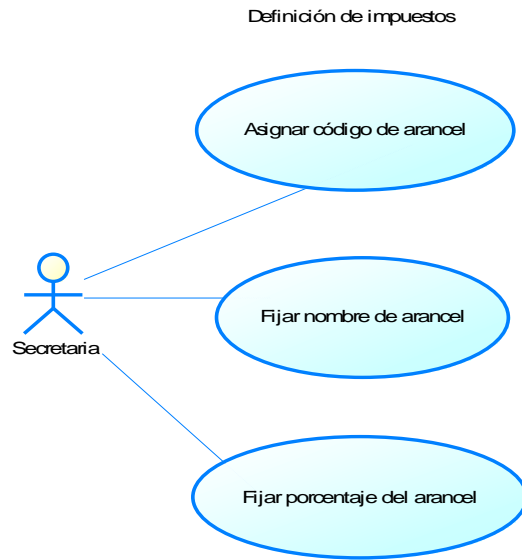 Definición de impuestos
Asignar código de arancel
Fijar nombre de arancel
Secretaria
Fijar porcentaje del arancel